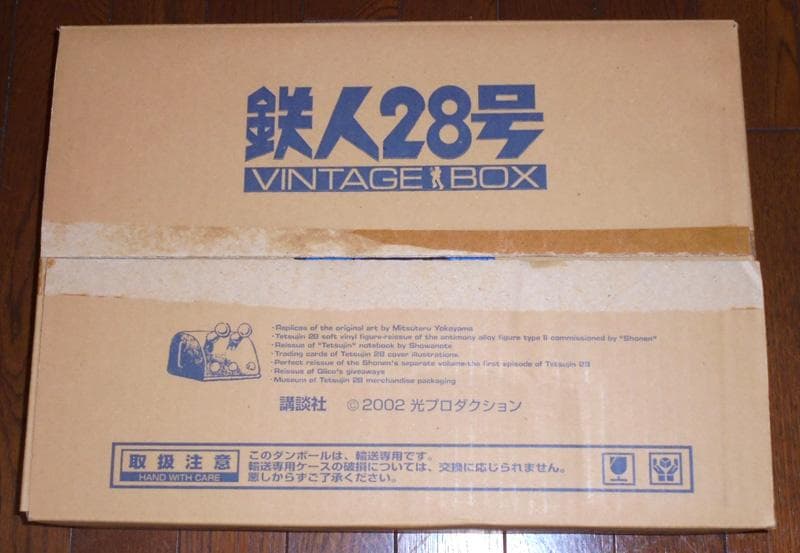 鉄人28号
VINTAGE BOX
•Replicas of the original art by Mitsuteru Yokoyama
•Tetsujin 28 soft vinyl figure-reissue of the antimony alloy figure type II commissioned by "Shonen"
•Reissue of "Tetsujin" notebook by Showanote
•Trading cards of Tetsujin 28 cover illustrations.
•Perfect reissue of the Shonen's separate volume-the first episode of Tetsujin 28
•Reissue of Glico's giveaways
•Museum of Tetsujin 28 merchandise packaging
講談社 ©2002 光プロダクション
取扱注意
HAND WITH CARE
このダンボールは、輸送専用です。
輸送専用ケースの破損については、交換に応じられません。
悪しからずご了承ください。